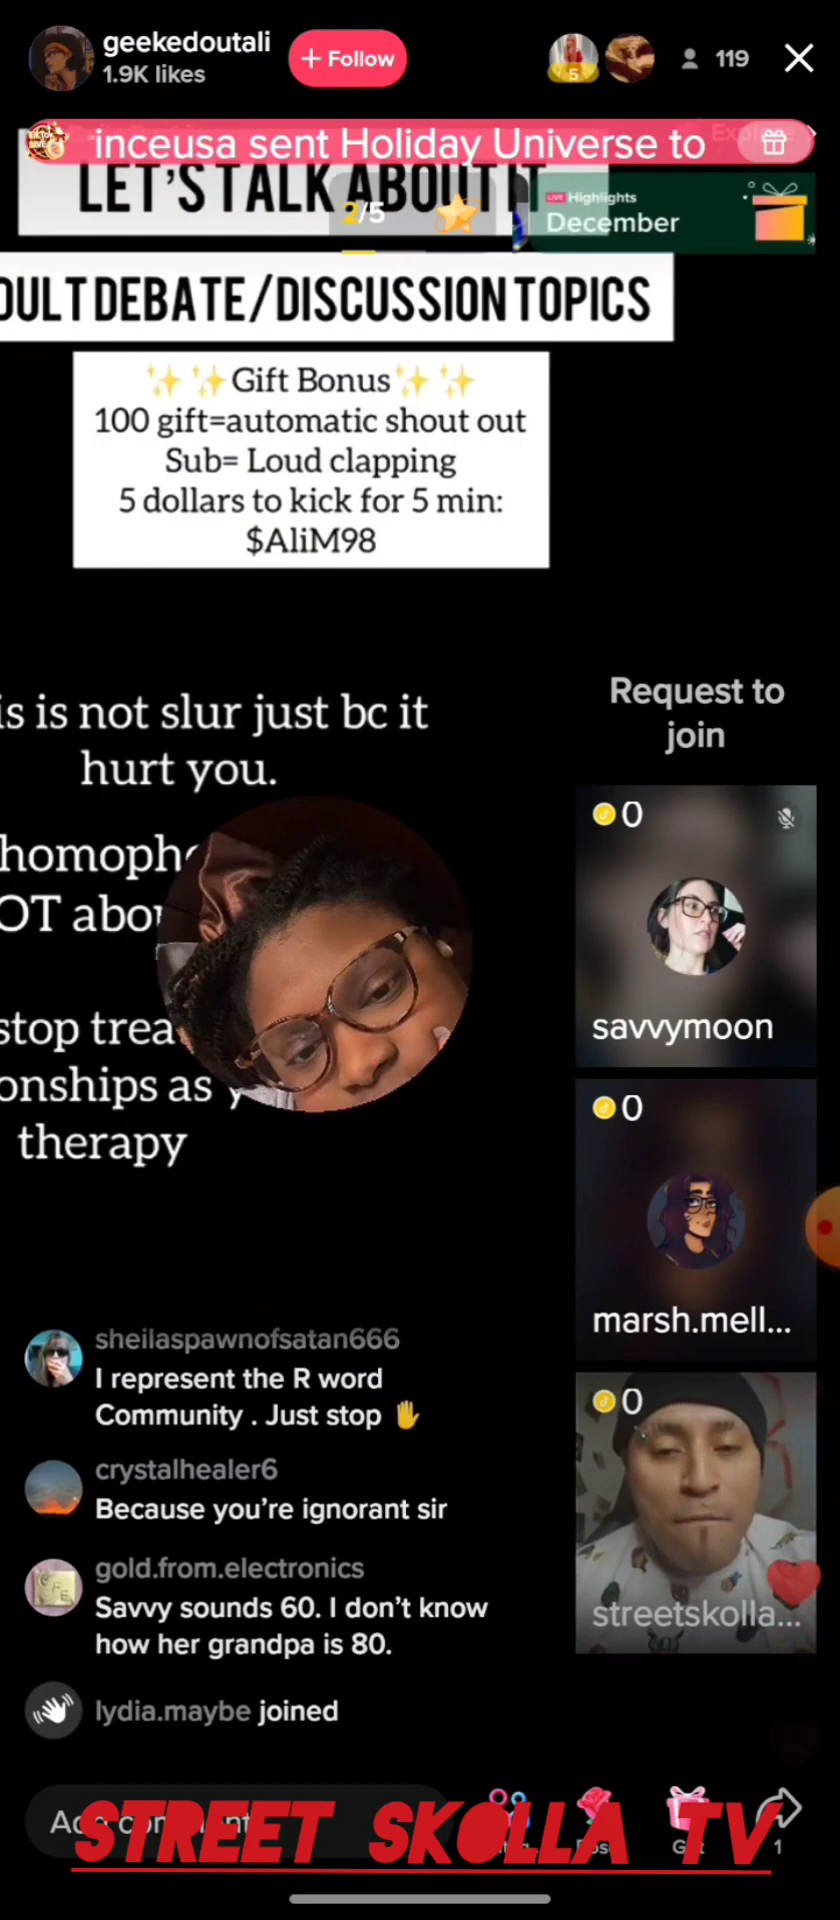 geekedoutali
1.9K likes
+ Follow
5
119
inceusa sent Holiday Universe to
LET'S TALK ABOUT IT
2/5
LIVE Highlights
December
DULT DEBATE/DISCUSSION TOPICS
✨✨Gift Bonus✨✨
100 gift=automatic shout out
Sub= Loud clapping
5 dollars to kick for 5 min:
$AliM98
is is not slur just bc it
hurt you.
homoph
OT abo
stop trea
onships as y
therapy
Request to
join
0
savvymoon
0
marsh.mell...
0
streetskolla...
sheilaspawnofsatan666
I represent the R word
Community . Just stop 🤚
crystalhealer6
Because you're ignorant sir
gold.from.electronics
Savvy sounds 60. I don't know
how her grandpa is 80.
lydia.maybe joined
STREET SKOLLA TV
1